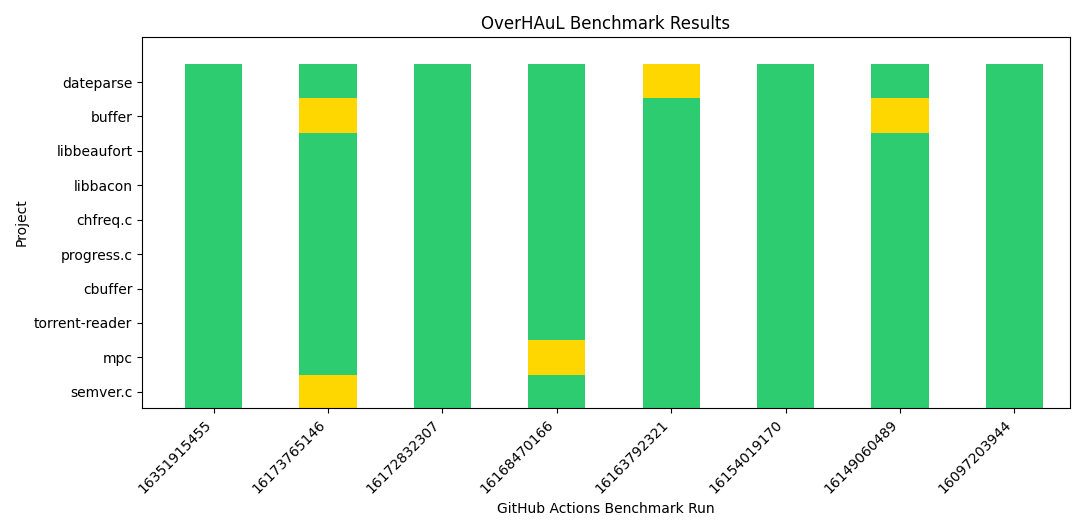 OverHAuL Benchmark Results
Project
dateparse
buffer
libbeaufort
libbacon
chfreq.c
progress.c
cbuffer
torrent-reader
mpc
semver.c
16351915455
16173765146
16172832307
16168470166
16163792321
16154019170
16149060489
16097203944
GitHub Actions Benchmark Run